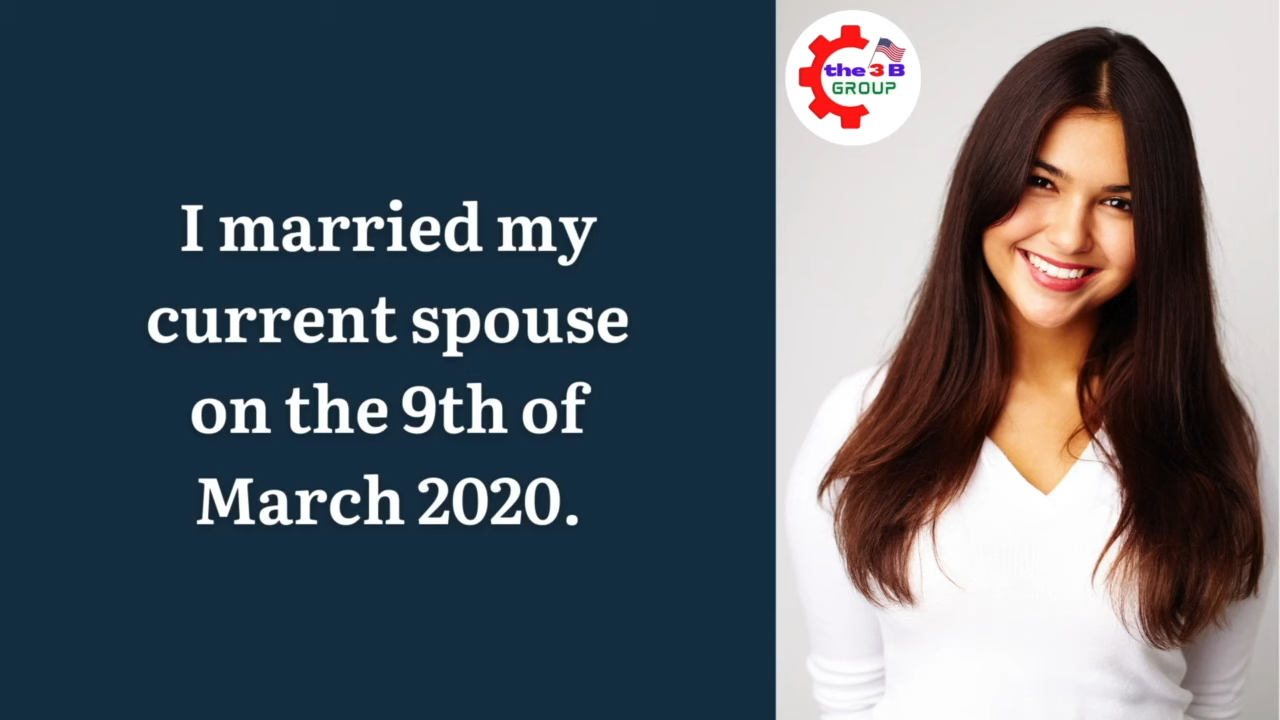 I married my
current spouse
on the 9th of
March 2020.
the 3 B
GROUP